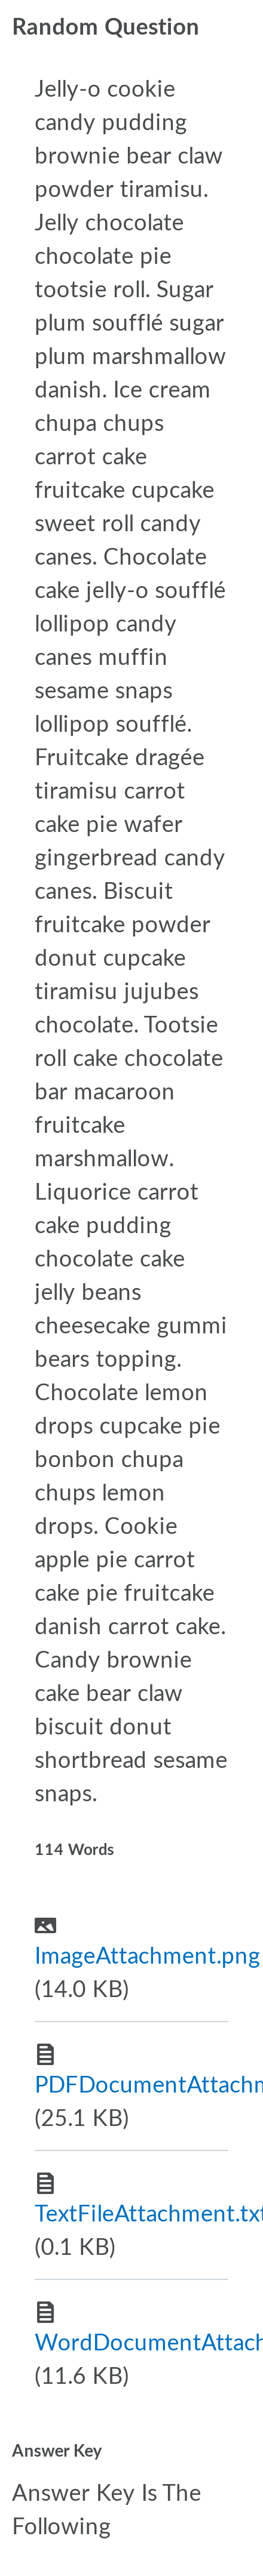 Random Question
Jelly-o cookie
candy pudding
brownie bear claw
powder tiramisu.
Jelly chocolate
chocolate pie
tootsie roll. Sugar
plum soufflé sugar
plum marshmallow
danish. Ice cream
chupa chups
carrot cake
fruitcake cupcake
sweet roll candy
canes. Chocolate
cake jelly-o soufflé
lollipop candy
canes muffin
sesame snaps
lollipop soufflé.
Fruitcake dragée
tiramisu carrot
cake pie wafer
gingerbread candy
canes. Biscuit
fruitcake powder
donut cupcake
tiramisu jujubes
chocolate. Tootsie
roll cake chocolate
bar macaroon
fruitcake
marshmallow.
Liquorice carrot
cake pudding
chocolate cake
jelly beans
cheesecake gummi
bears topping.
Chocolate lemon
drops cupcake pie
bonbon chupa
chups lemon
drops. Cookie
apple pie carrot
cake pie fruitcake
danish carrot cake.
Candy brownie
cake bear claw
biscuit donut
shortbread sesame
snaps.
114 Words
ImageAttachment.png
(14.0 KB)
PDFDocumentAttachm
(25.1 KB)
TextFileAttachment.txt
(0.1 KB)
WordDocumentAttach
(11.6 KB)
Answer Key
Answer Key Is The
Following